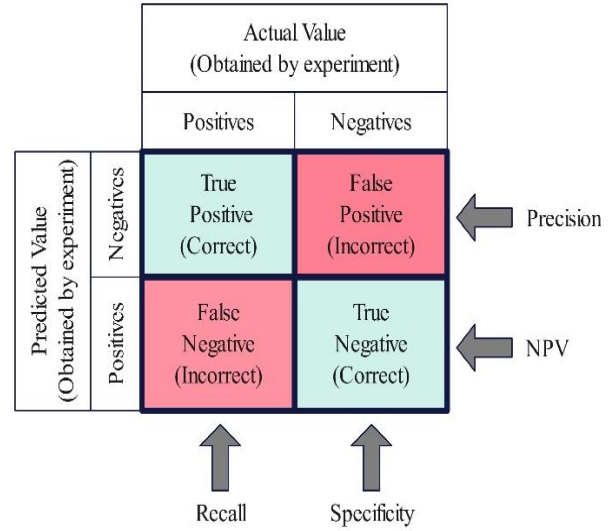 Actual Value
(Obtained by experiment)
Positives
Negatives
Predicted Value
(Obtained by experiment)
Negatives
True
Positive
(Correct)
False
Positive
(Incorrect)
Precision
Positives
False
Negative
(Incorrect)
True
Negative
(Correct)
NPV
Recall
Specificity